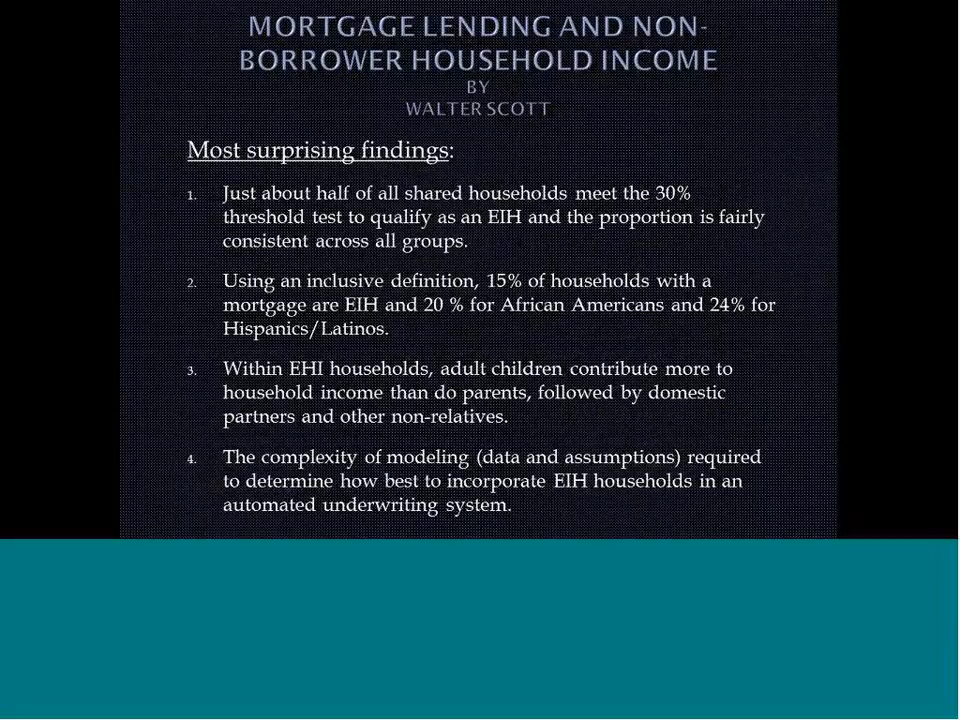 MORTGAGE LENDING AND NON-
BORROWER HOUSEHOLD INCOME
BY
WALTER SCOTT
Most surprising findings:
1. Just about half of all shared households meet the 30%
threshold test to qualify as an EIH and the proportion is fairly
consistent across all groups.
2. Using an inclusive definition, 15% of households with a
mortgage are EIH and 20 % for African Americans and 24% for
Hispanics/Latinos.
3. Within EHI households, adult children contribute more to
household income than do parents, followed by domestic
partners and other non-relatives.
4. The complexity of modeling (data and assumptions) required
to determine how best to incorporate EIH households in an
automated underwriting system.